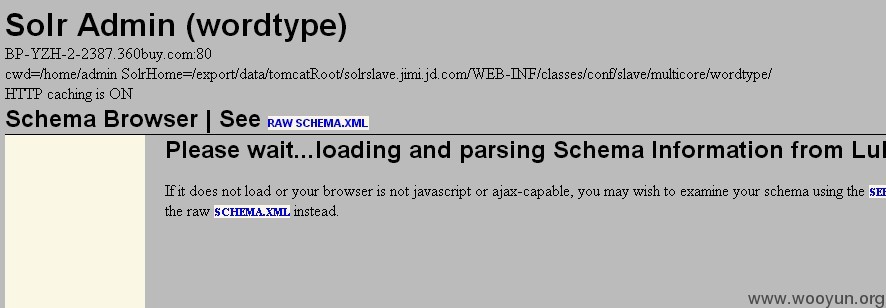 Solr Admin (wordtype)
BP-YZH-2-2387.360buy.com:80
cwd=/home/admin SolrHome=/export/data/tomcatRoot/solrslave.jimi.jd.com/WEB-INF/classes/conf/slave/multicore/wordtype/
HTTP caching is ON
Schema Browser | See RAW SCHEMA.XML
Please wait...loading and parsing Schema Information from
If it does not load or your browser is not javascript or ajax-capable, you may wish to examine your schema using the
the raw SCHEMA.XML instead.
www.wooyun.org